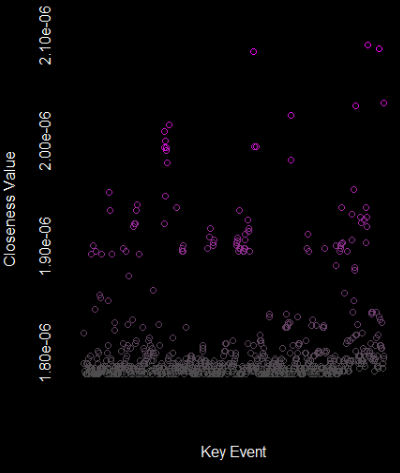 2.10e-06
2.00e-06
1.90e-06
1.80e-06
Closeness Value
Key Event